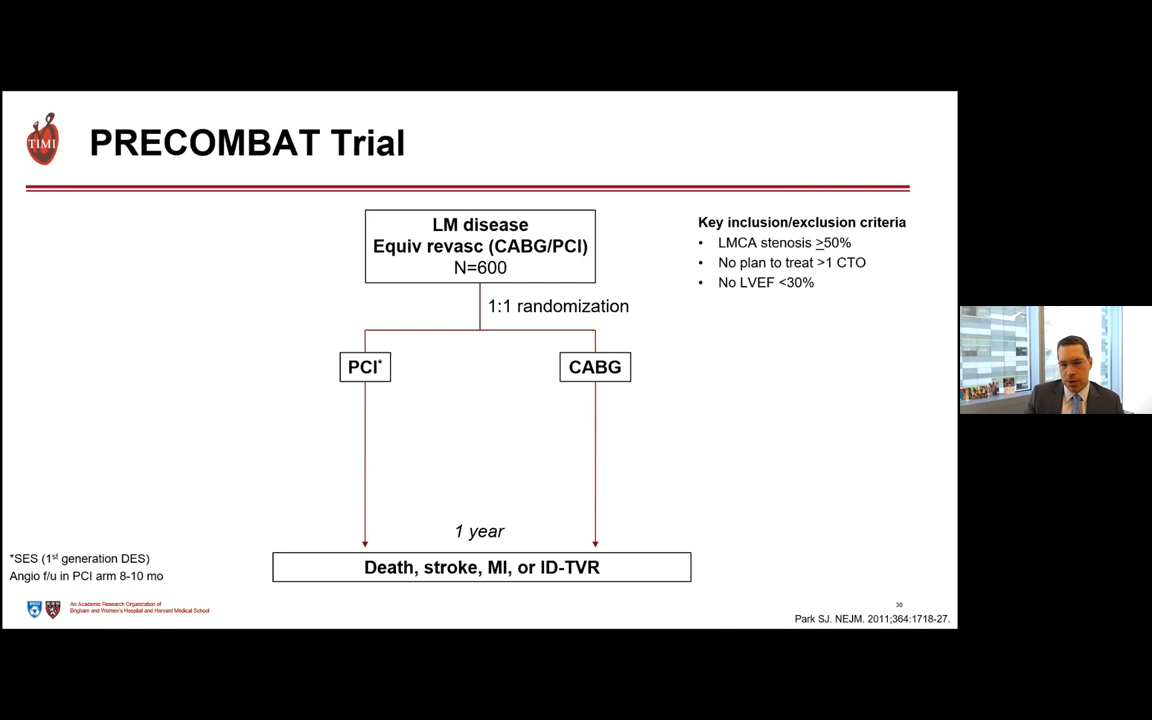 TIMI
PRECOMBAT Trial
LM disease
Equiv revasc (CABG/PCI)
N=600
Key inclusion/exclusion criteria
• LMCA stenosis ≥50%
• No plan to treat >1 CTO
• No LVEF <30%
1:1 randomization
PCI*
CABG
1 year
Death, stroke, MI, or ID-TVR
*SES (1st generation DES)
Angio f/u in PCI arm 8-10 mo
An Academic Research Organization of
Brigham and Women's Hospital and Harvard Medical School
30
Park SJ. NEJM. 2011;364:1718-27.